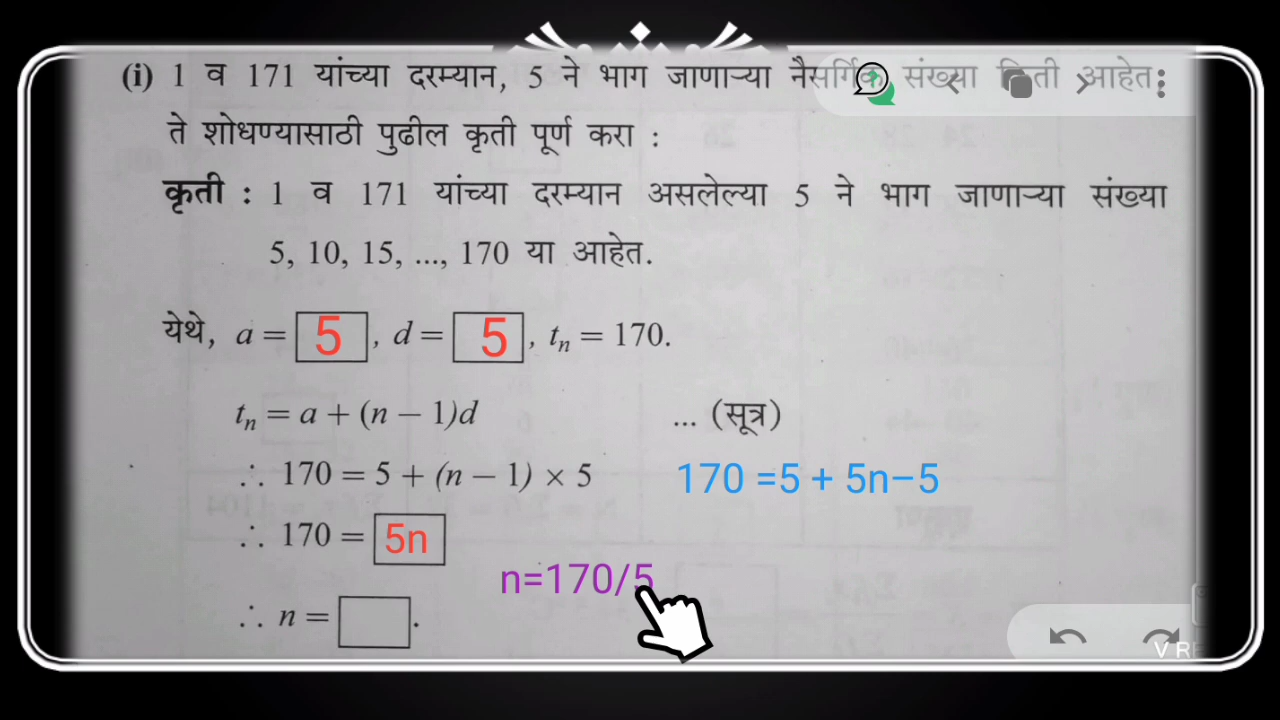 (i) 1 व 171 यांच्या दरम्यान, 5 ने भाग जाणाऱ्या नैसर्गिक संख्या किती आहेत,
ते शोधण्यासाठी पुढील कृती पूर्ण करा :
कृती : 1 व 171 यांच्या दरम्यान असलेल्या 5 ने भाग जाणाऱ्या संख्या
5, 10, 15, ..., 170 या आहेत.
येथे, a = 5, d = 5, tₙ = 170.
tₙ = a + (n – 1)d ... (सूत्र)
∴ 170 = 5 + (n – 1) × 5 170 =5 + 5n–5
∴ 170 = 5n
n=170/5
∴ n = .